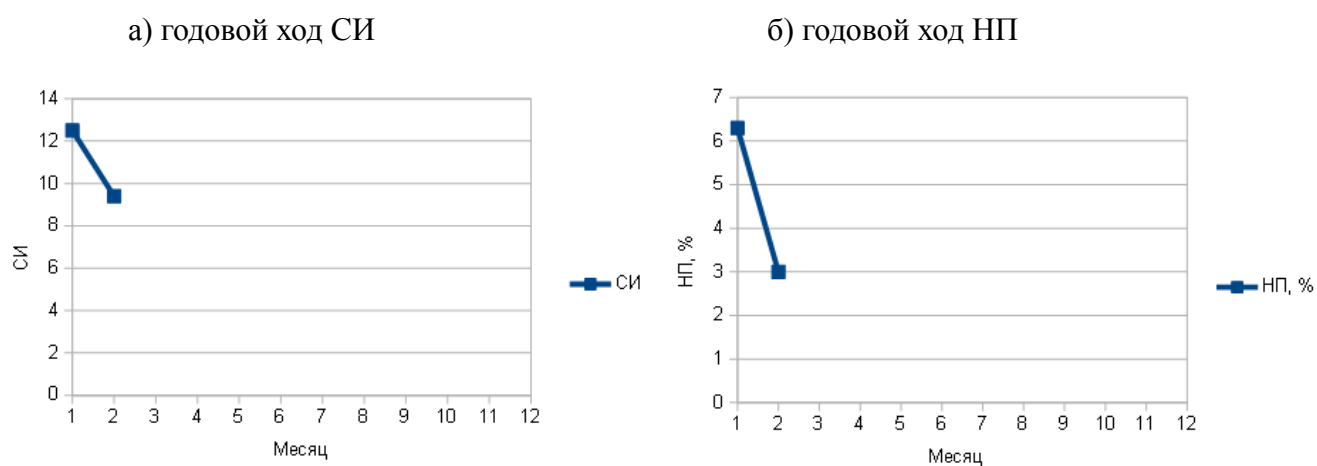 а) годовой ход СИ
б) годовой ход НП
14
12
10
8
6
4
2
0
СИ
1 2 3 4 5 6 7 8 9 10 11 12
Месяц
СИ
7
6
5
4
3
2
1
0
НП, %
1 2 3 4 5 6 7 8 9 10 11 12
Месяц
НП, %